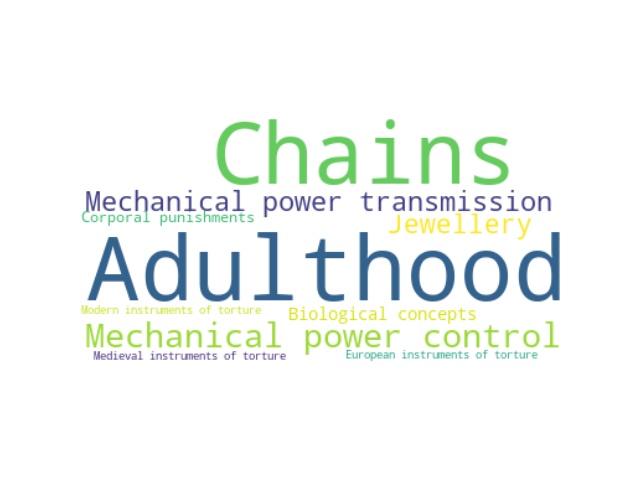 Chains
Mechanical power transmission
Corporal punishments
Jewellery
Adulthood
Modern instruments of torture
Biological concepts
Mechanical power control
Medieval instruments of torture
European instruments of torture